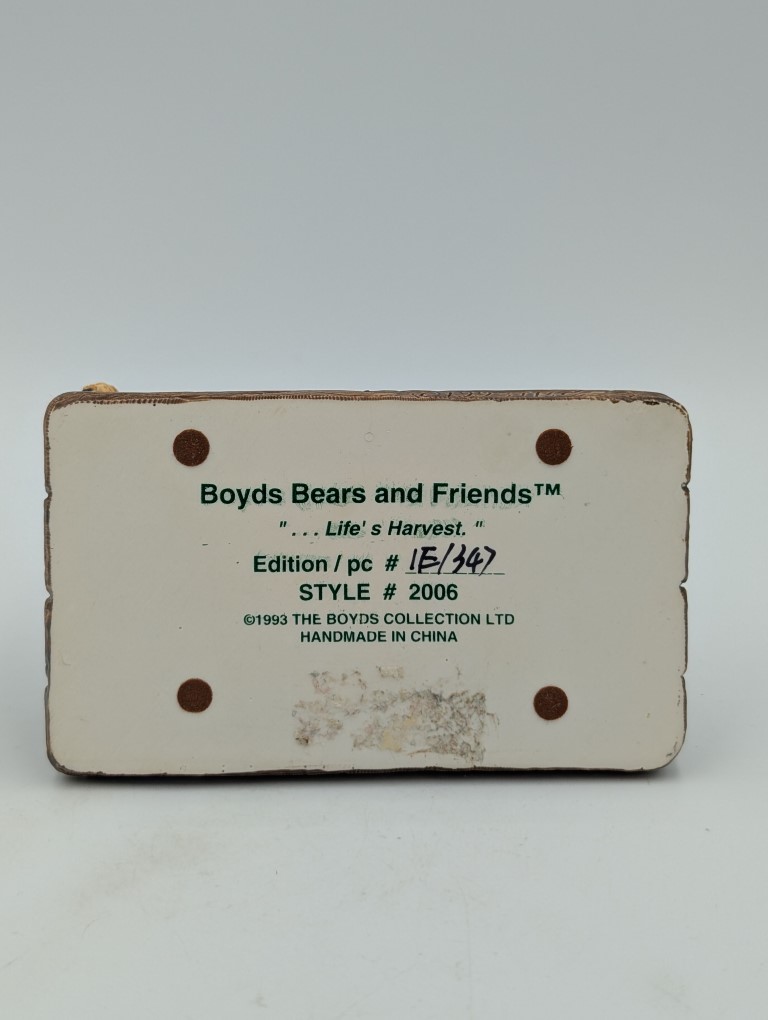 Boyds Bears and Friends™
"... Life's Harvest. "
Edition / pc # 1E/347
STYLE # 2006
©1993 THE BOYDS COLLECTION LTD
HANDMADE IN CHINA